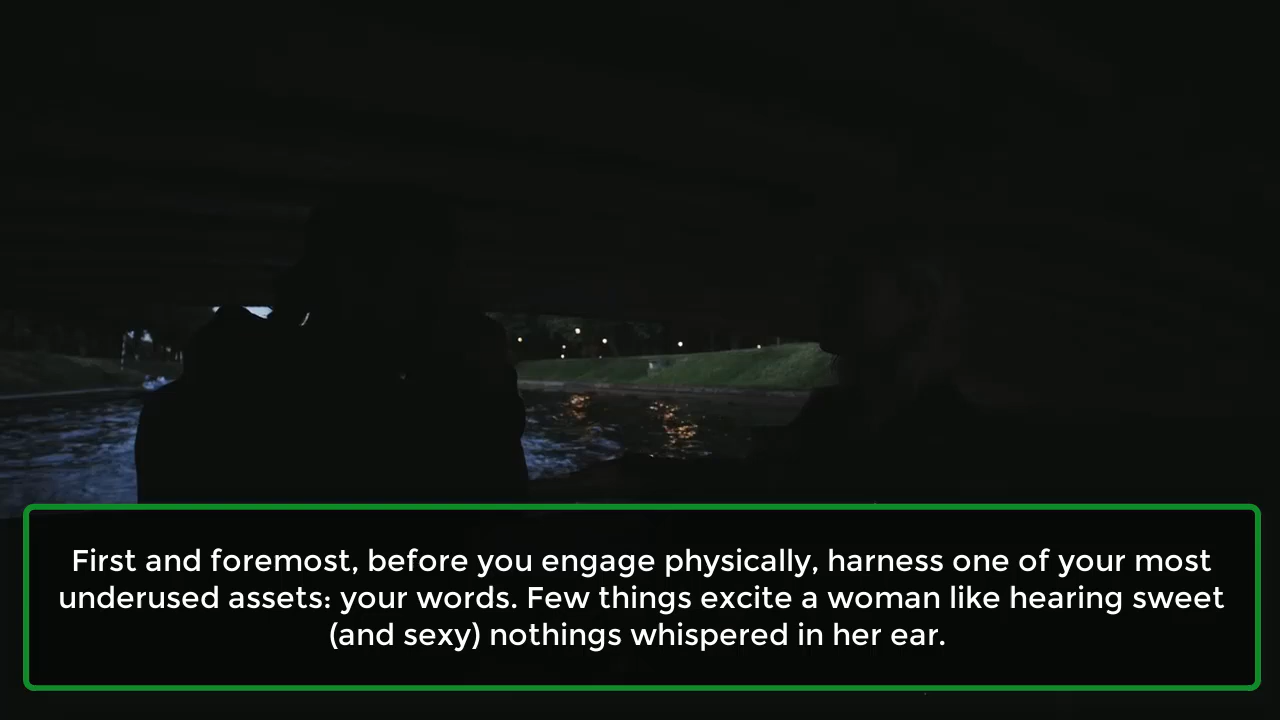 First and foremost, before you engage physically, harness one of your most
underused assets: your words. Few things excite a woman like hearing sweet
(and sexy) nothings whispered in her ear.